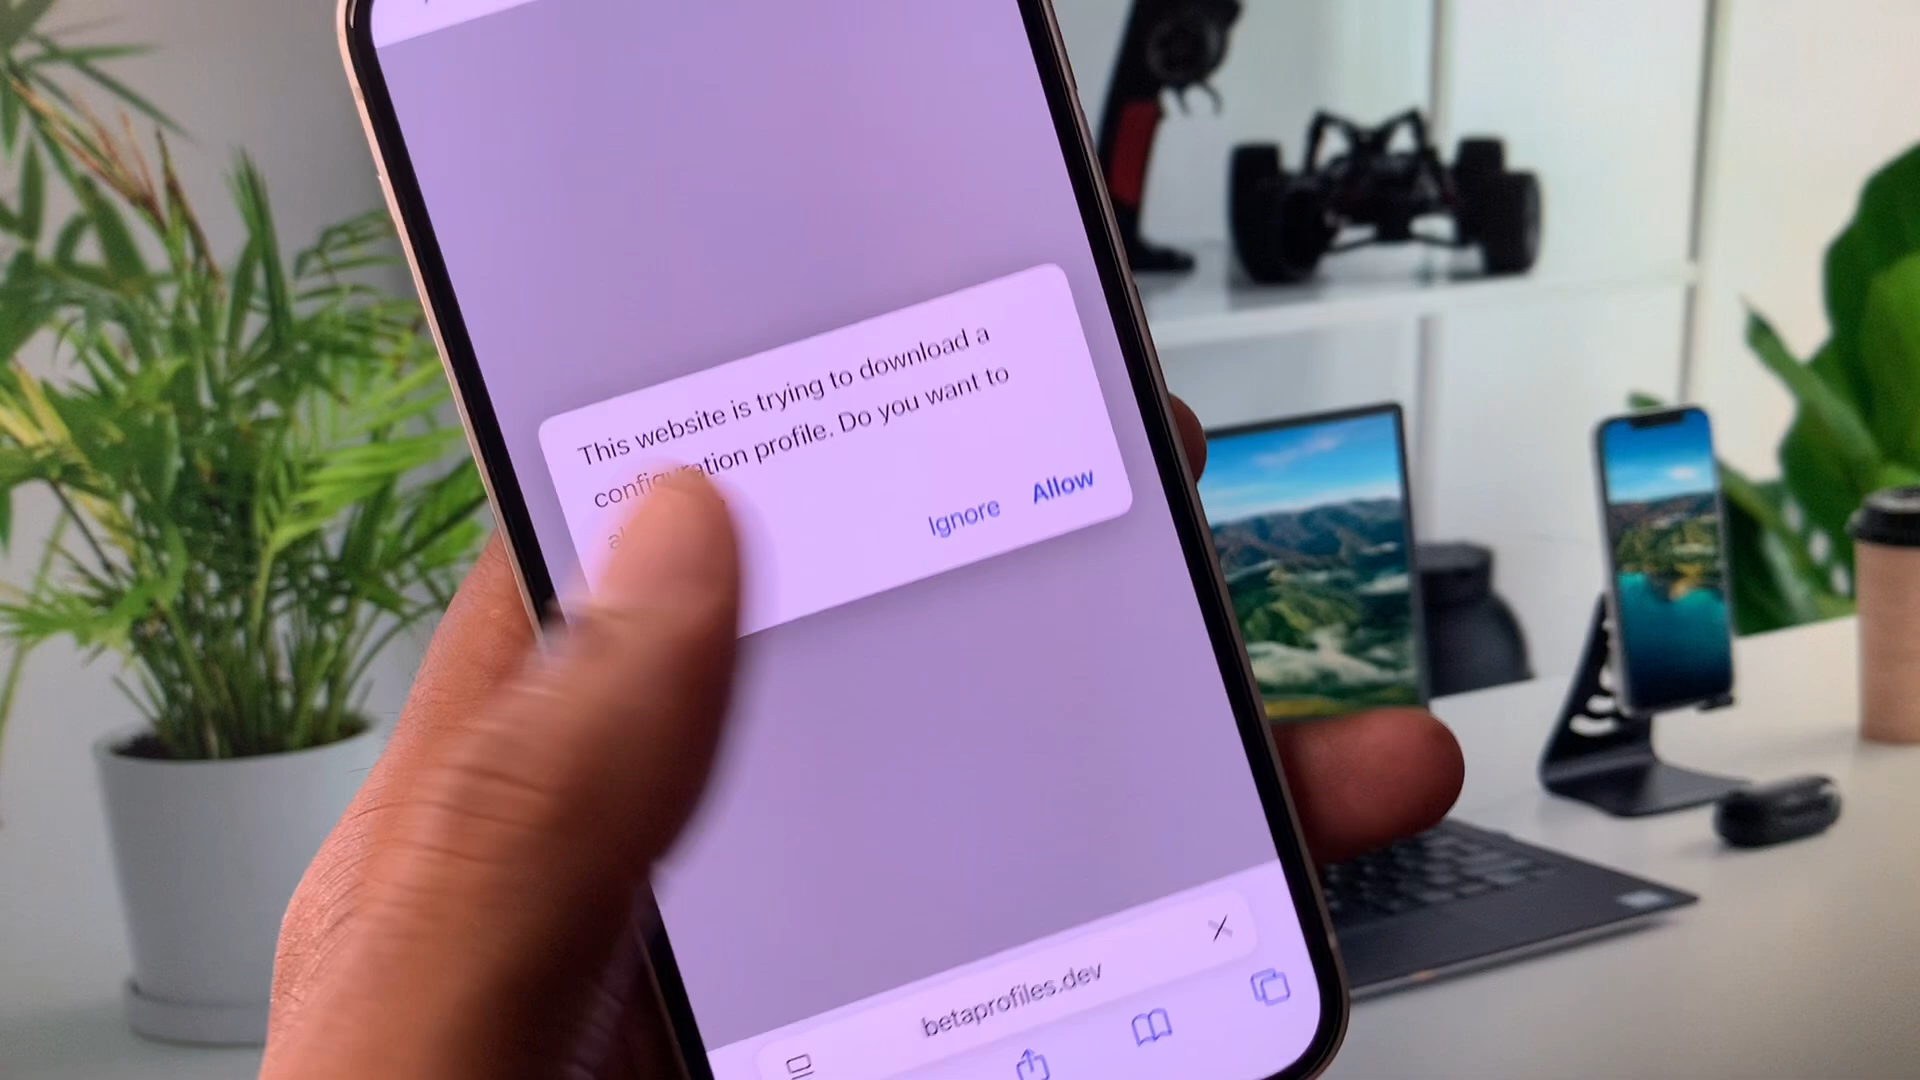 This website is trying to download a
configuration profile. Do you want to
Ignore
Allow
betaprofiles.dev